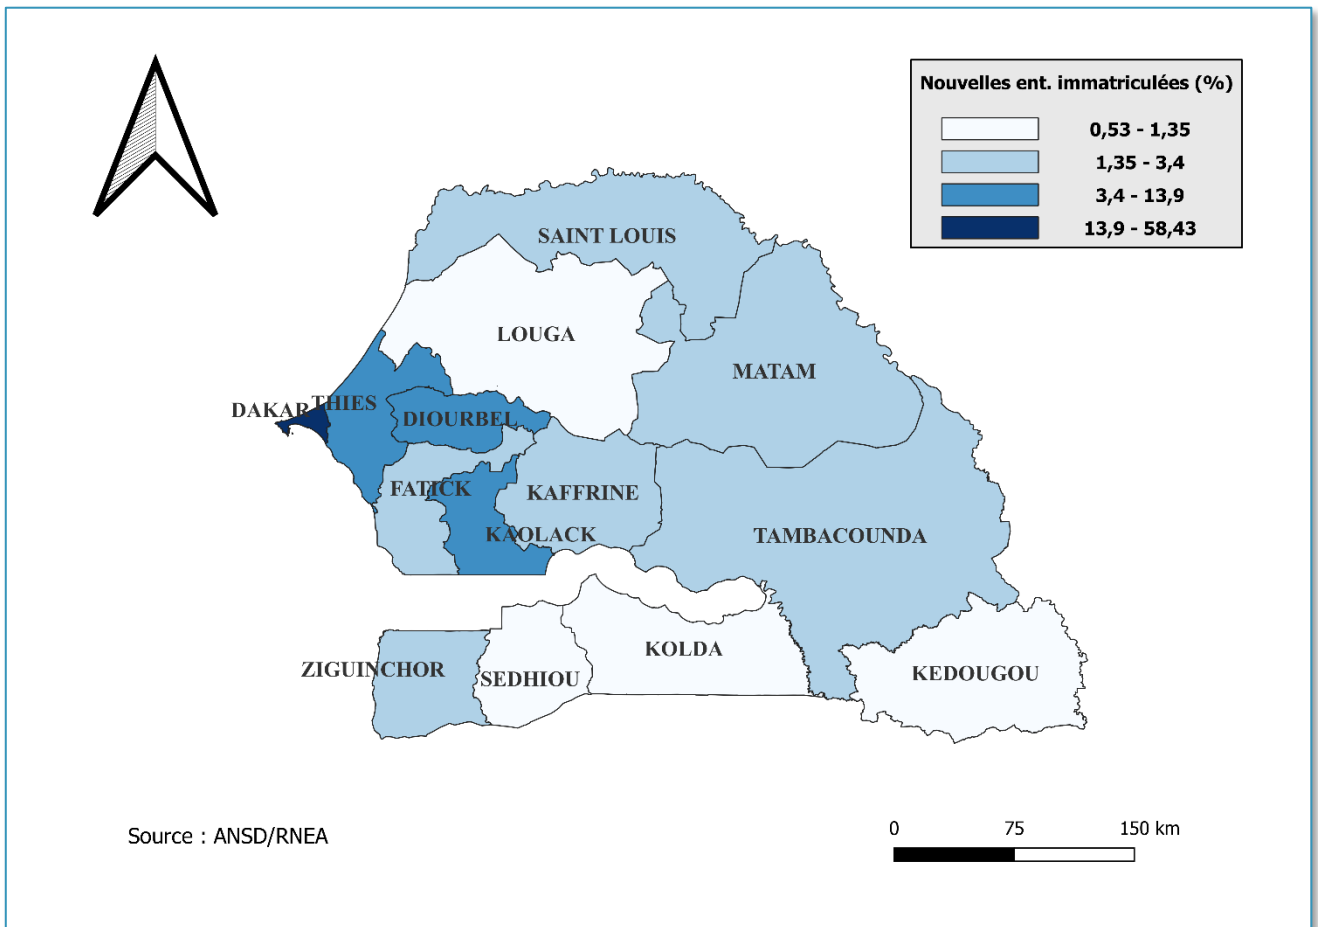 Nouvelles ent. immatriculées (%)
0,53 - 1,35
1,35 - 3,4
3,4 - 13,9
13,9 - 58,43
SAINT LOUIS
LOUGA
MATAM
DAKAR
THIES
DIOURBEL
FATICK
KAFFRINE
KAOLACK
TAMBACOUNDA
ZIGUINCHOR
SEDHIOU
KOLDA
KEDOUGOU
Source : ANSD/RNEA
0 75 150 km